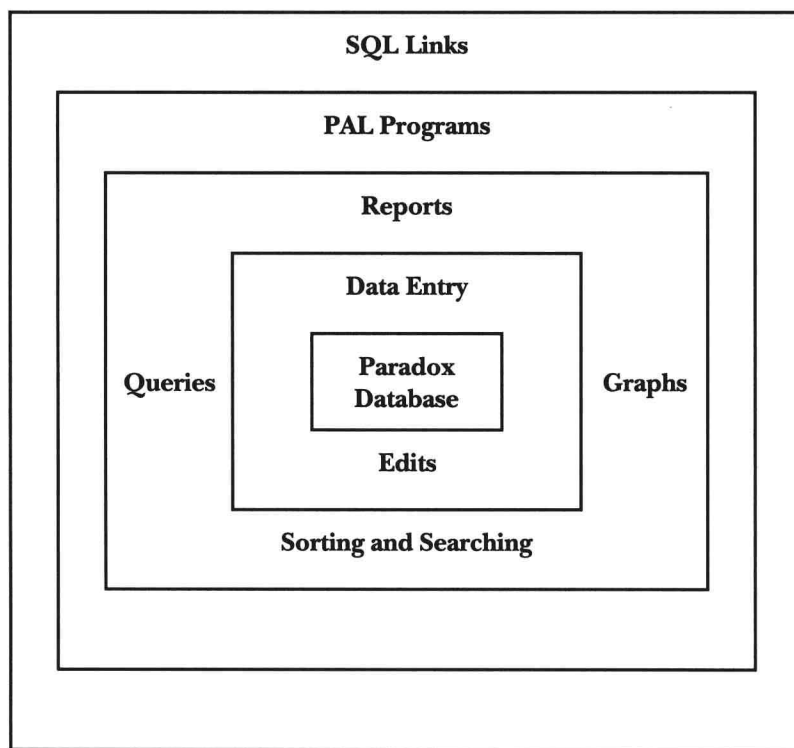 SQL Links
PAL Programs
Reports
Data Entry
Queries
Paradox
Database
Graphs
Edits
Sorting and Searching